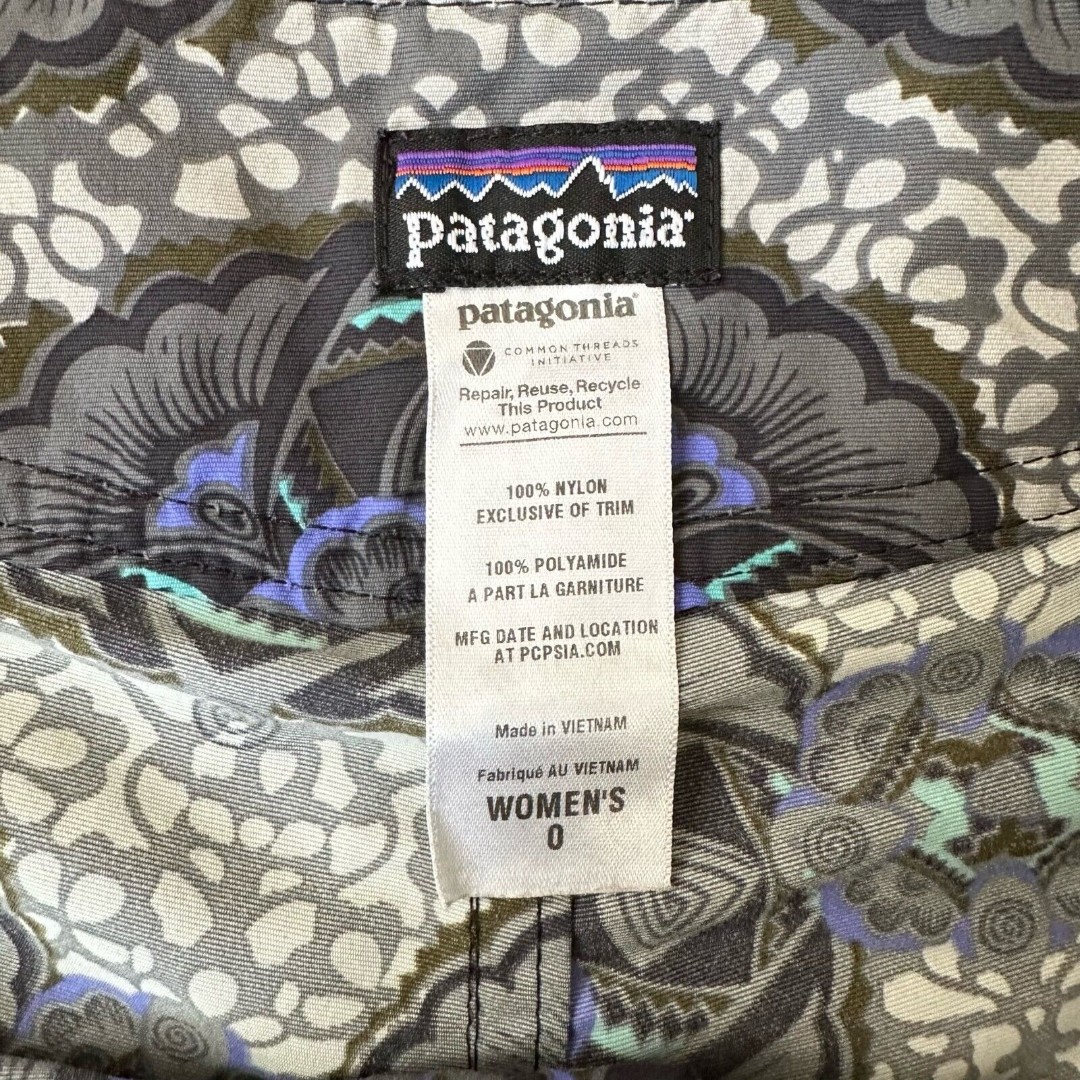 patagonia®
patagonia®
COMMON THREADS
INITIATIVE
Repair, Reuse, Recycle
This Product
www.patagonia.com
100% NYLON
EXCLUSIVE OF TRIM
100% POLYAMIDE
A PART LA GARNITURE
MFG DATE AND LOCATION
AT PCPSIA.COM
Made in VIETNAM
Fabriqué AU VIETNAM
WOMEN'S
0